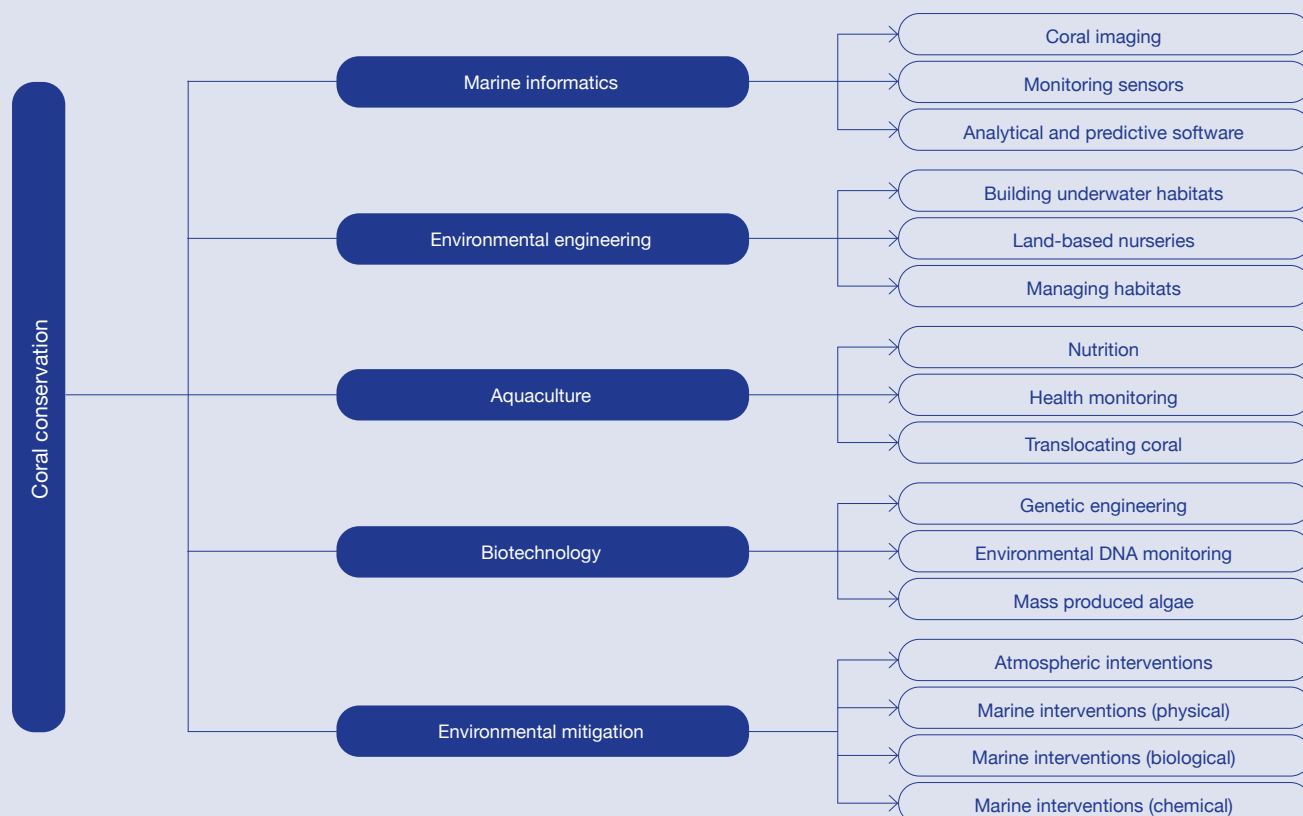 Coral conservation
Marine informatics
Coral imaging
Monitoring sensors
Analytical and predictive software
Environmental engineering
Building underwater habitats
Land-based nurseries
Managing habitats
Aquaculture
Nutrition
Health monitoring
Translocating coral
Biotechnology
Genetic engineering
Environmental DNA monitoring
Mass produced algae
Environmental mitigation
Atmospheric interventions
Marine interventions (physical)
Marine interventions (biological)
Marine interventions (chemical)